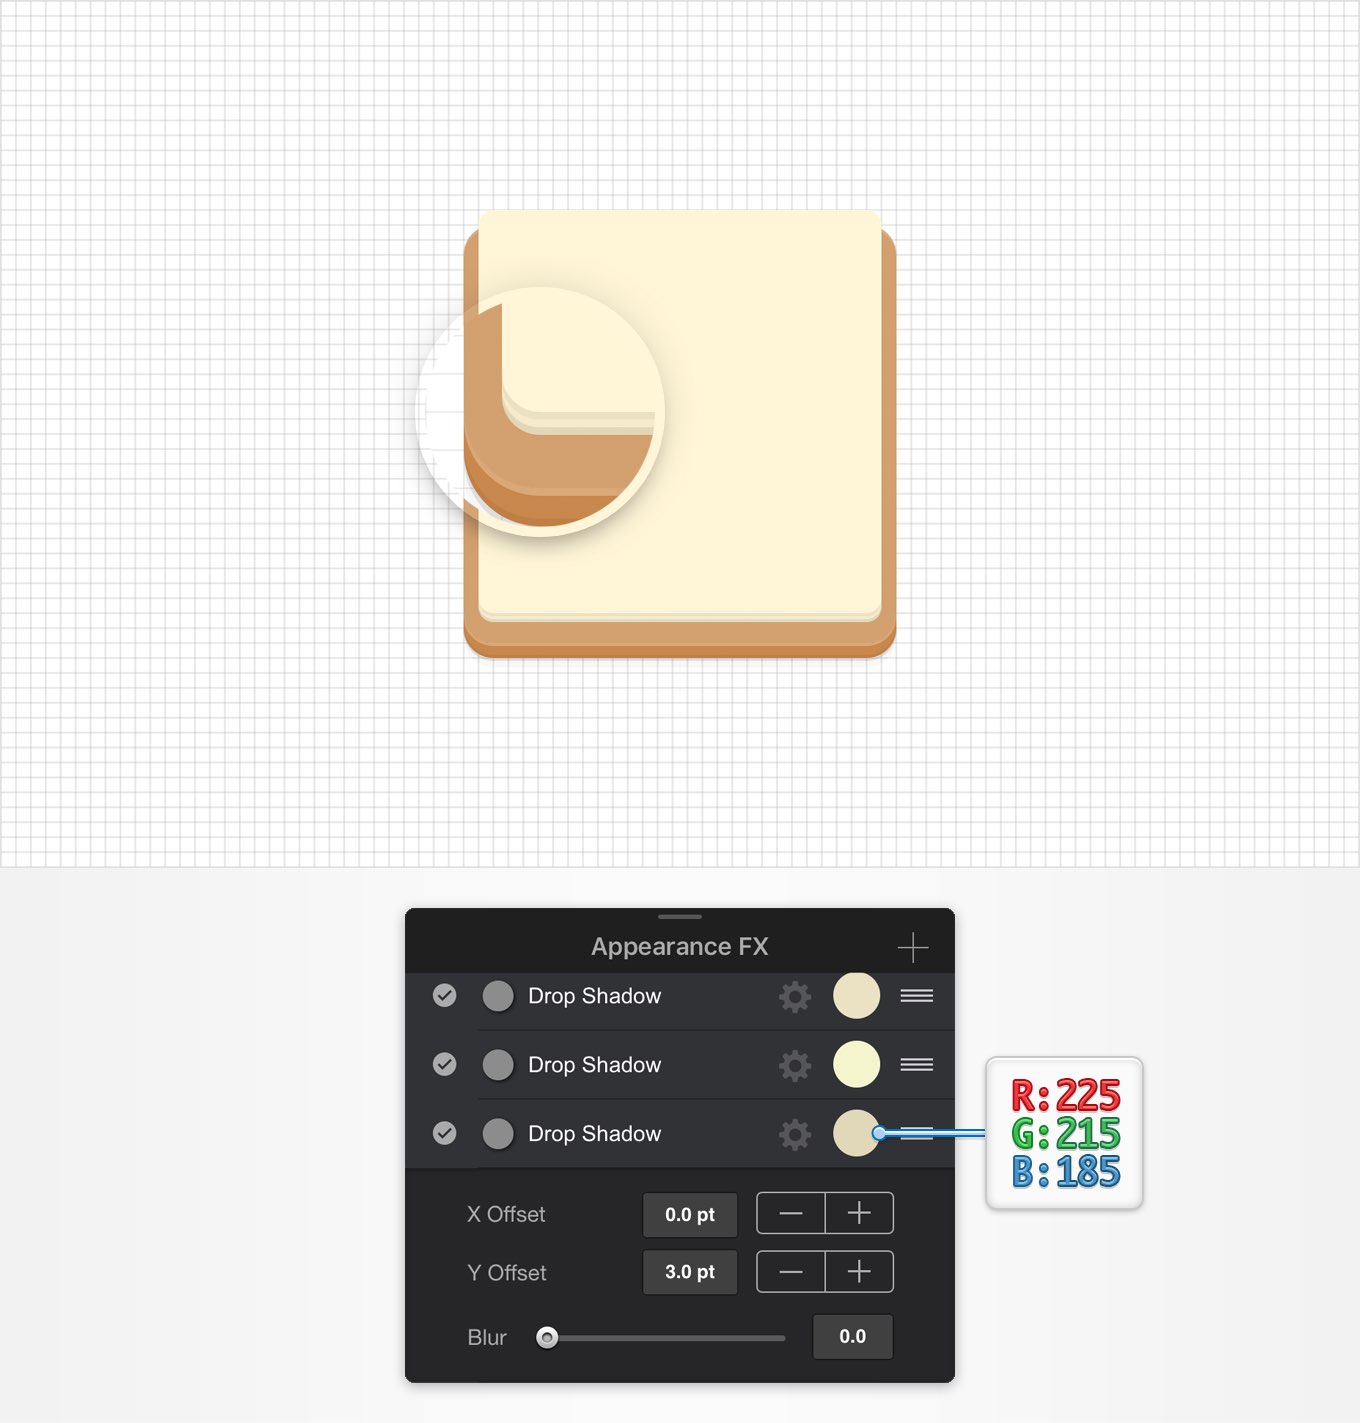 Appearance FX
Drop Shadow
Drop Shadow
Drop Shadow
R:225
G:215
B:185
X Offset 0.0 pt
Y Offset 3.0 pt
Blur 0.0